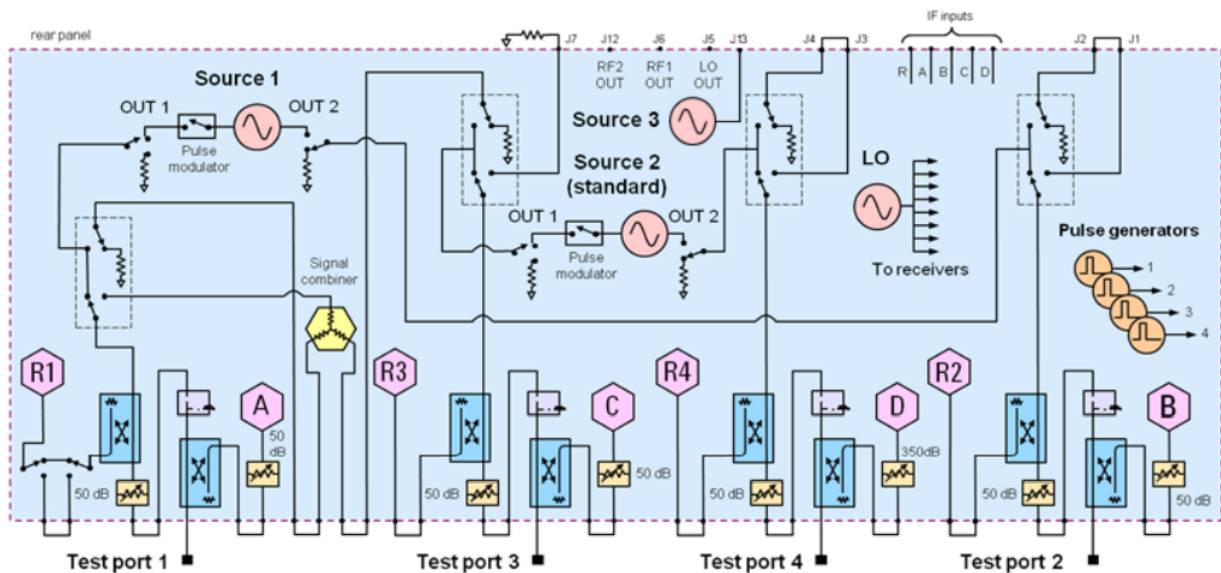 IF inputs
rear panel
J7 J12 J6 J5 J13 J4 J3 J2 J1
RF2 OUT
RF1 OUT
LO OUT
R A B C D
Source 1
OUT 1 OUT 2
Pulse modulator
Source 3
Source 2
(standard)
OUT 1 OUT 2
Pulse modulator
LO
To receivers
Pulse generators
1
2
3
4
Signal combiner
R1
A
R3
C
R4
D
R2
B
50 dB
50 dB
50 dB
50 dB
50 dB
350dB
50 dB
50 dB
Test port 1 Test port 3 Test port 4 Test port 2